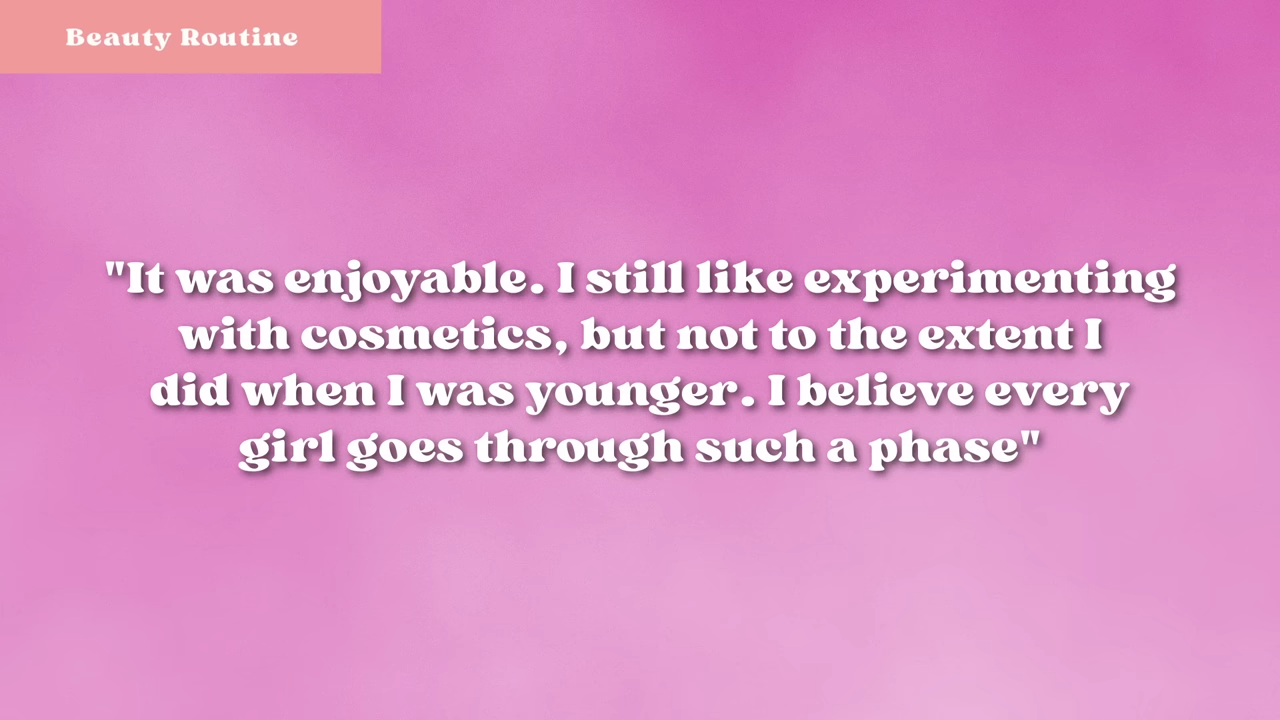 Beauty Routine
"It was enjoyable. I still like experimenting
with cosmetics, but not to the extent I
did when I was younger. I believe every
girl goes through such a phase"